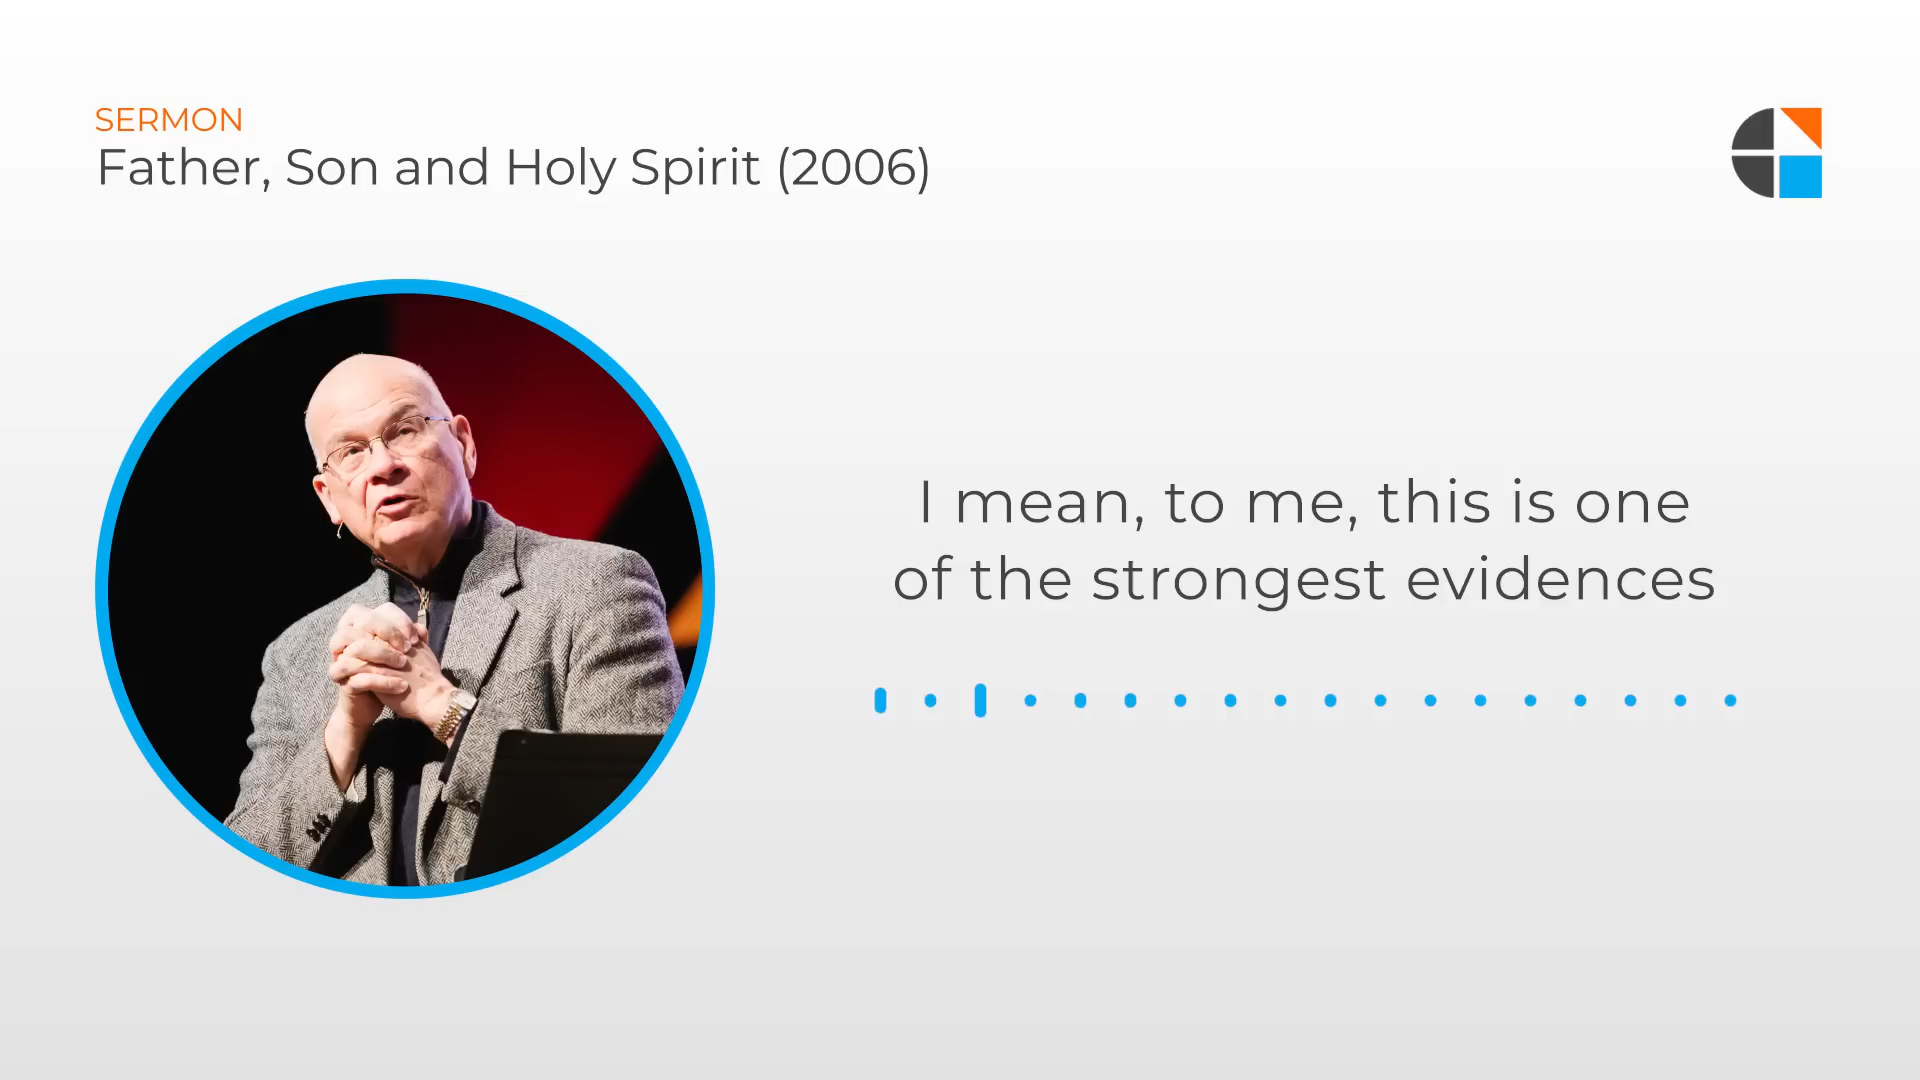 SERMON
Father, Son and Holy Spirit (2006)
I mean, to me, this is one
of the strongest evidences